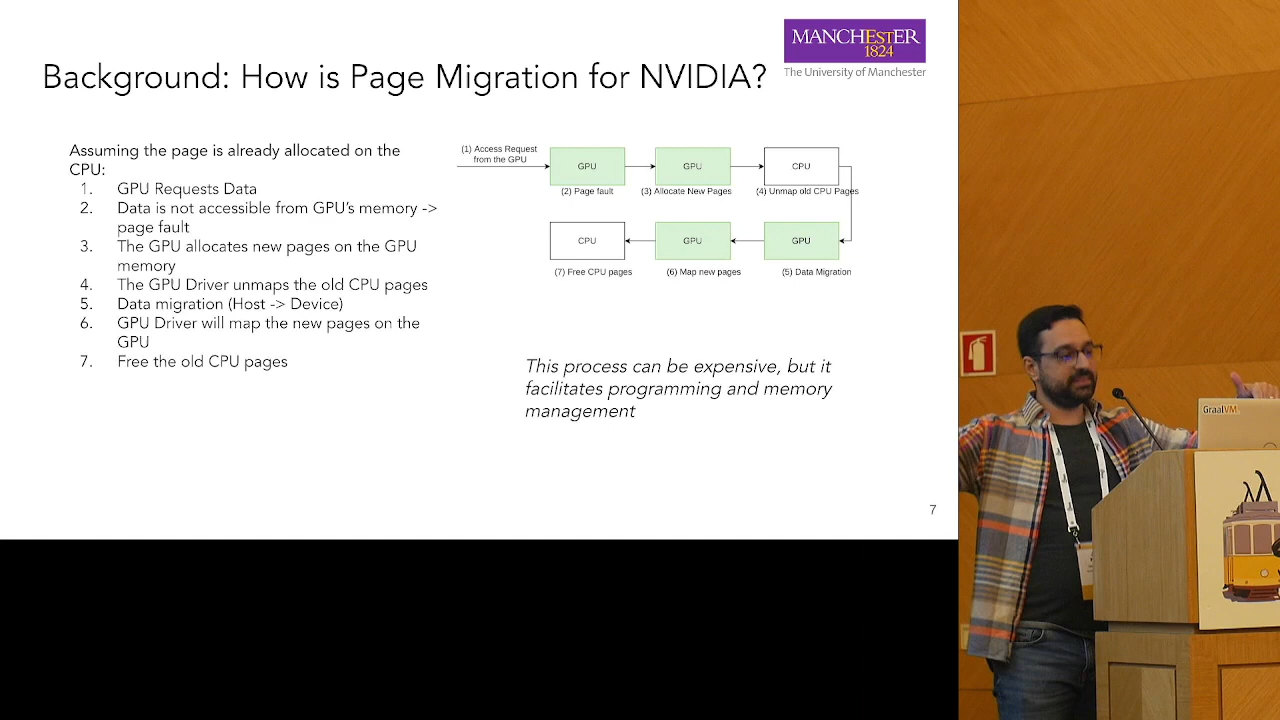 MANCHESTER
1824
The University of Manchester
Background: How is Page Migration for NVIDIA?
Assuming the page is already allocated on the
CPU:
1. GPU Requests Data
2. Data is not accessible from GPU's memory ->
page fault
3. The GPU allocates new pages on the GPU
memory
4. The GPU Driver unmaps the old CPU pages
5. Data migration (Host -> Device)
6. GPU Driver will map the new pages on the
GPU
7. Free the old CPU pages
(1) Access Request
from the GPU
GPU
GPU
CPU
(2) Page fault
(3) Allocate New Pages
(4) Unmap old CPU Pages
CPU
GPU
GPU
(7) Free CPU pages
(6) Map new pages
(5) Data Migration
This process can be expensive, but it
facilitates programming and memory
management
7
GraalVM